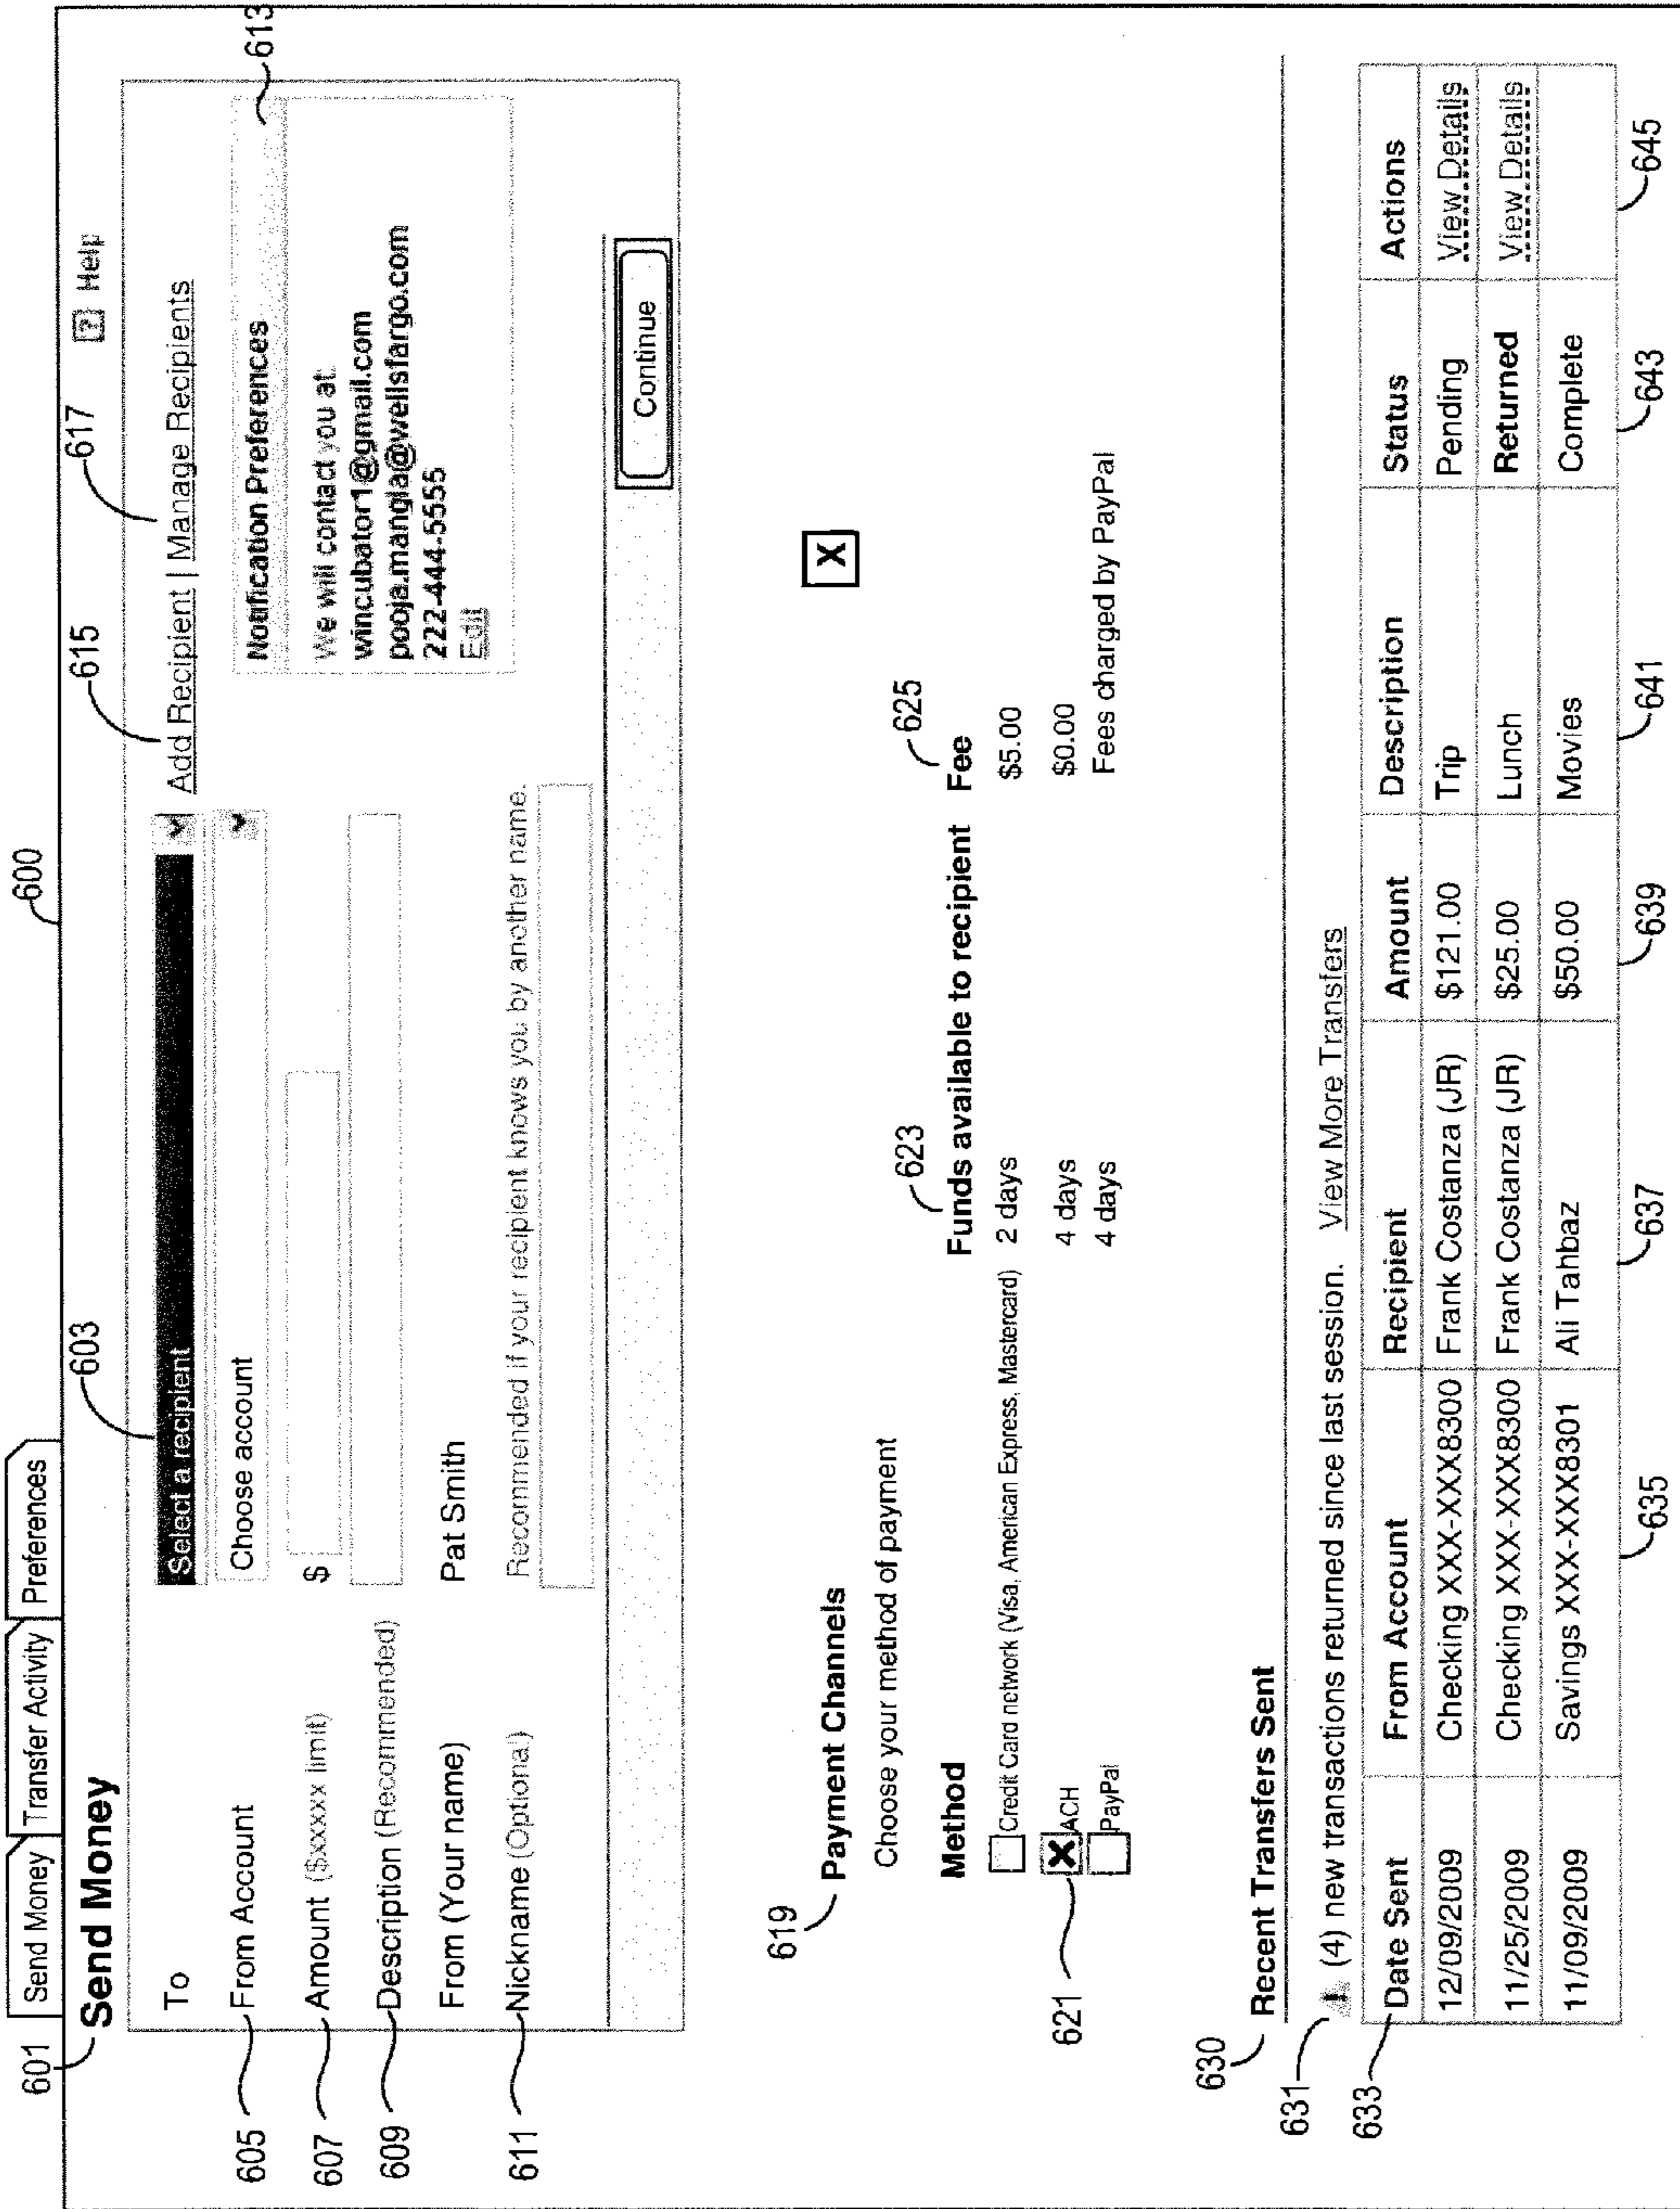 600
Send Money Transfer Activity Preferences
601 Send Money
? Help
603 615 617
To Select a recipient Add Recipient | Manage Recipients
605 From Account Choose account
607 Amount ($xxxxx limit) $
609 Description (Recommended)
From (Your name) Pat Smith
611 Nickname (Optional) Recommended if your recipient knows you by another name.
Notification Preferences 613
We will contact you at:
wincubator1@gmail.com
pooja.mangla@wellsfargo.com
222-444-5555
Edit
Continue
619 Payment Channels X
Choose your method of payment
623 625
Method Funds available to recipient Fee
Credit Card network (Visa, American Express, Mastercard) 2 days $5.00
621 X ACH 4 days $0.00
PayPal 4 days Fees charged by PayPal
630 Recent Transfers Sent
631 (4) new transactions returned since last session. View More Transfers
633 Date Sent From Account Recipient Amount Description Status Actions
12/09/2009 Checking XXX-XXX8300 Frank Costanza (JR) $121.00 Trip Pending View Details
11/25/2009 Checking XXX-XXX8300 Frank Costanza (JR) $25.00 Lunch Returned View Details
11/09/2009 Savings XXX-XXX8301 Ali Tahbaz $50.00 Movies Complete
635 637 639 641 643 645